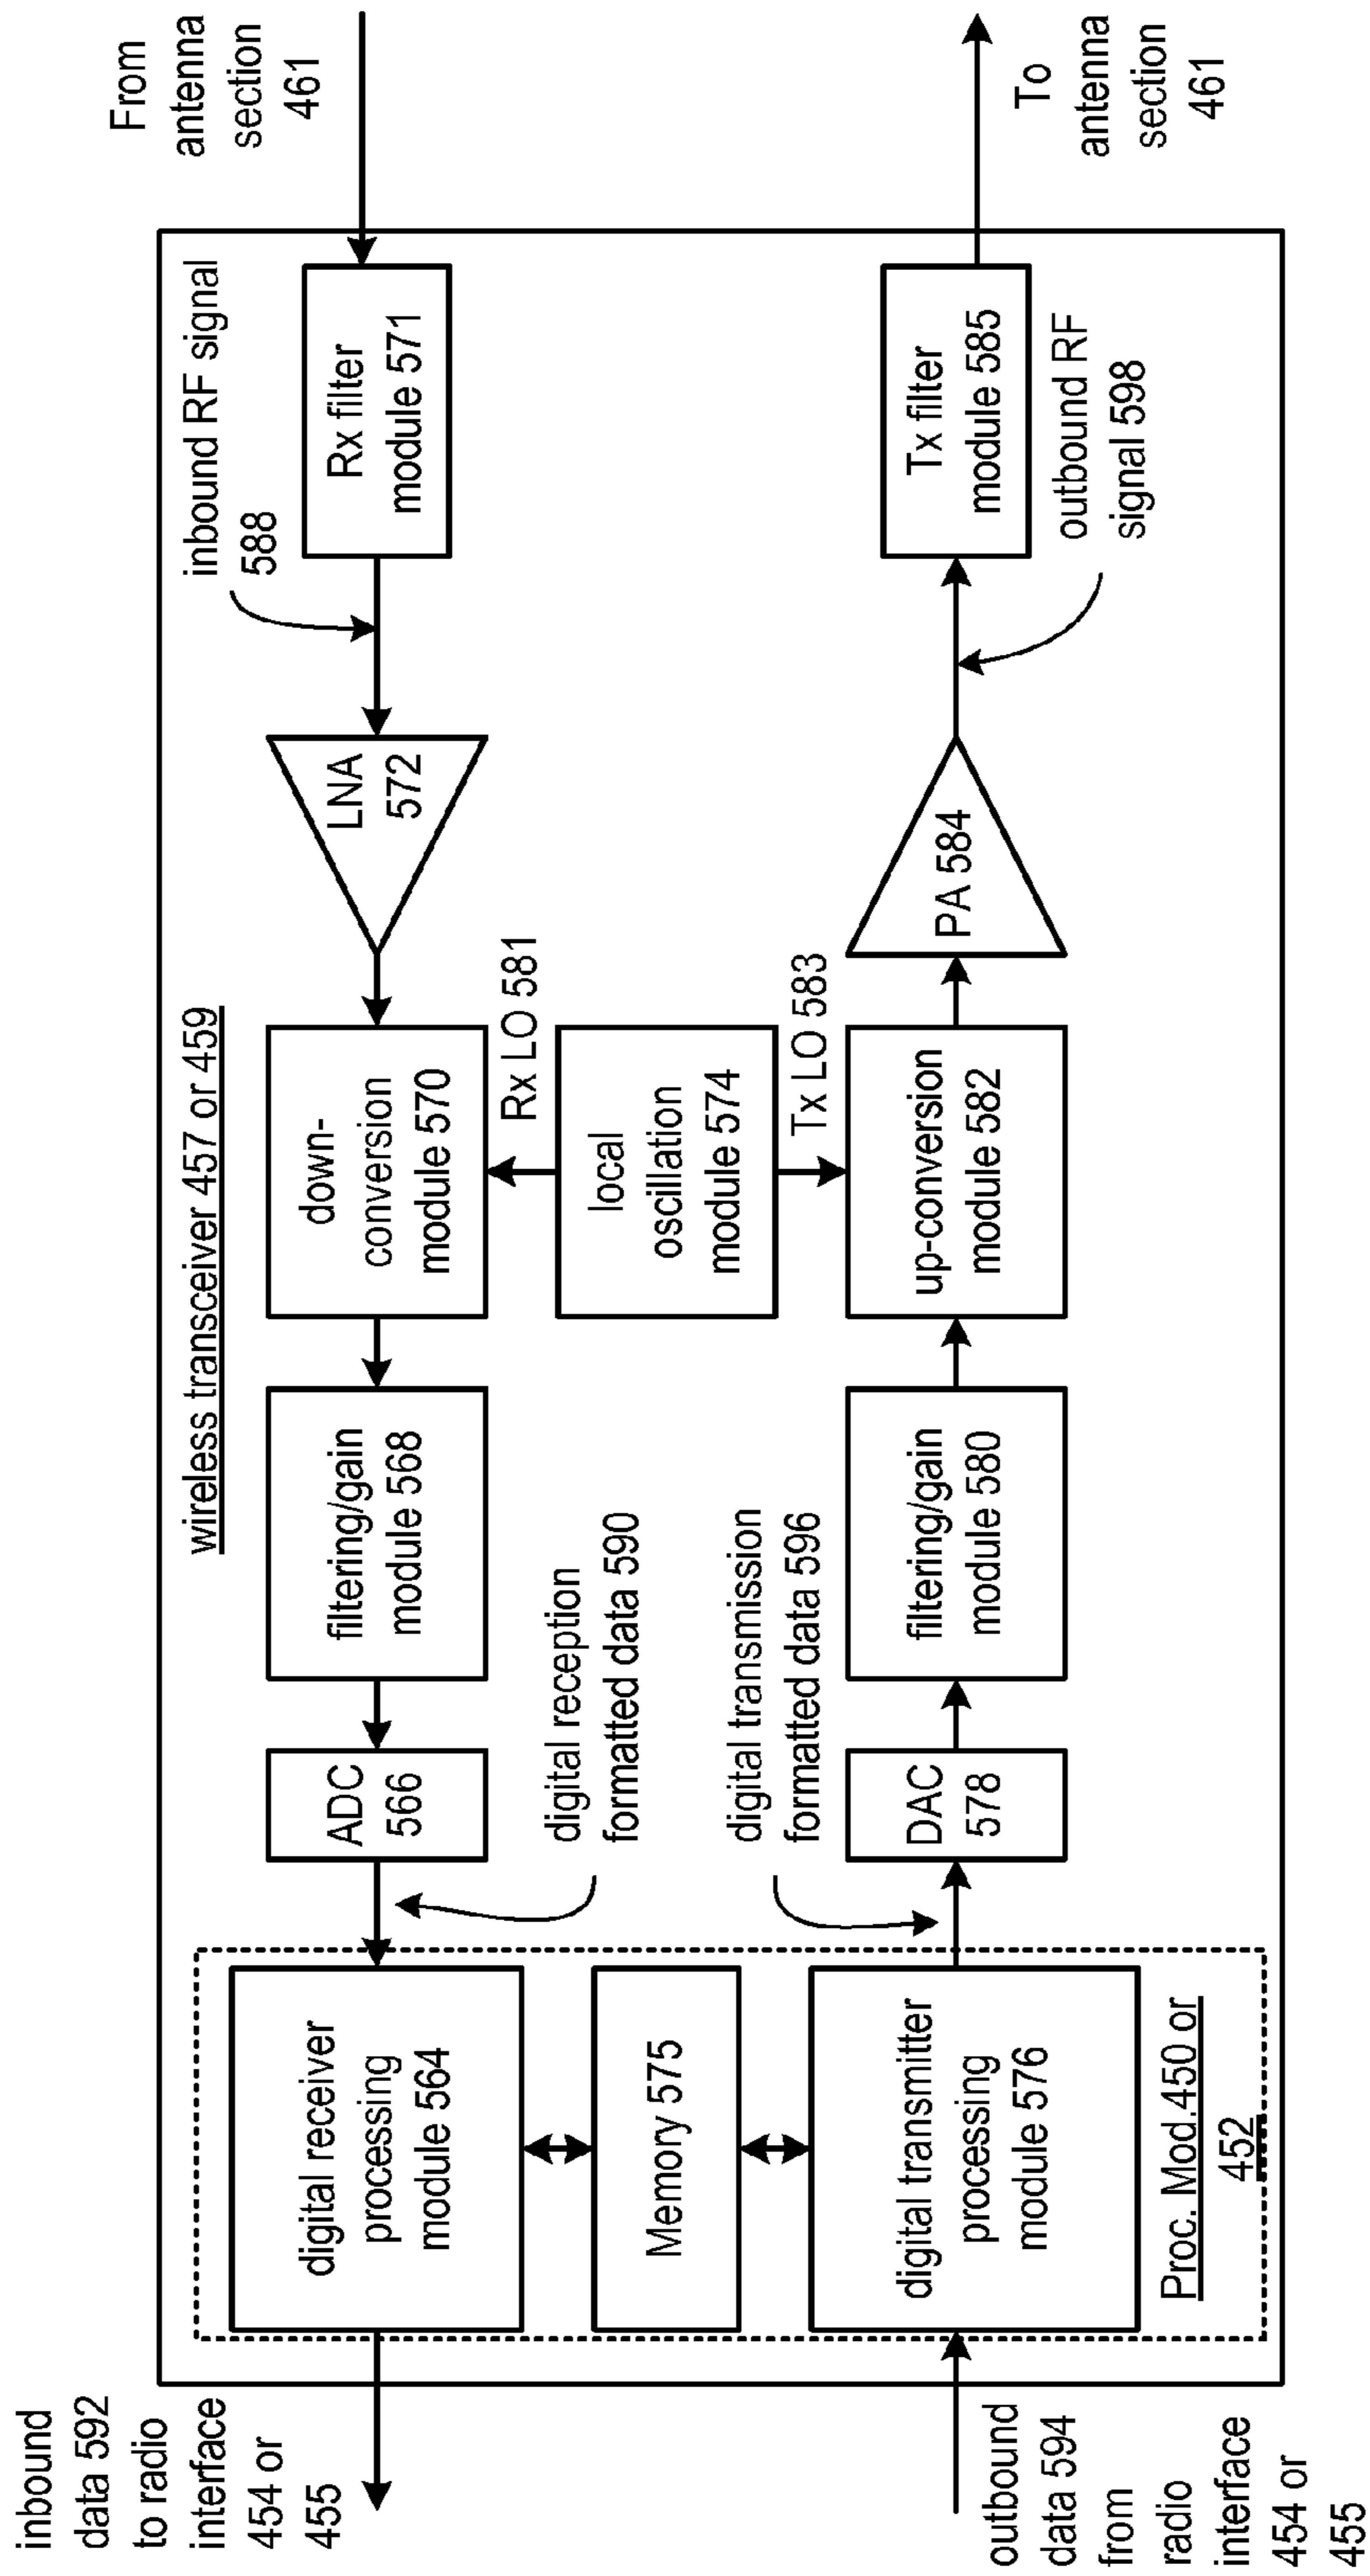 inbound
data 592
to radio
interface
454 or
455
wireless transceiver 457 or 459
inbound RF signal
588
From
antenna
section
461
digital receiver
processing
module 564
ADC
566
filtering/gain
module 568
down-
conversion
module 570
LNA
572
Rx filter
module 571
digital reception
formatted data 590
Rx LO 581
Memory 575
local
oscillation
module 574
digital transmission
formatted data 596
Tx LO 583
digital transmitter
processing
module 576
DAC
578
filtering/gain
module 580
up-conversion
module 582
PA 584
Tx filter
module 585
outbound RF
signal 598
To
antenna
section
461
Proc. Mod.450 or
452
outbound
data 594
from
radio
interface
454 or
455